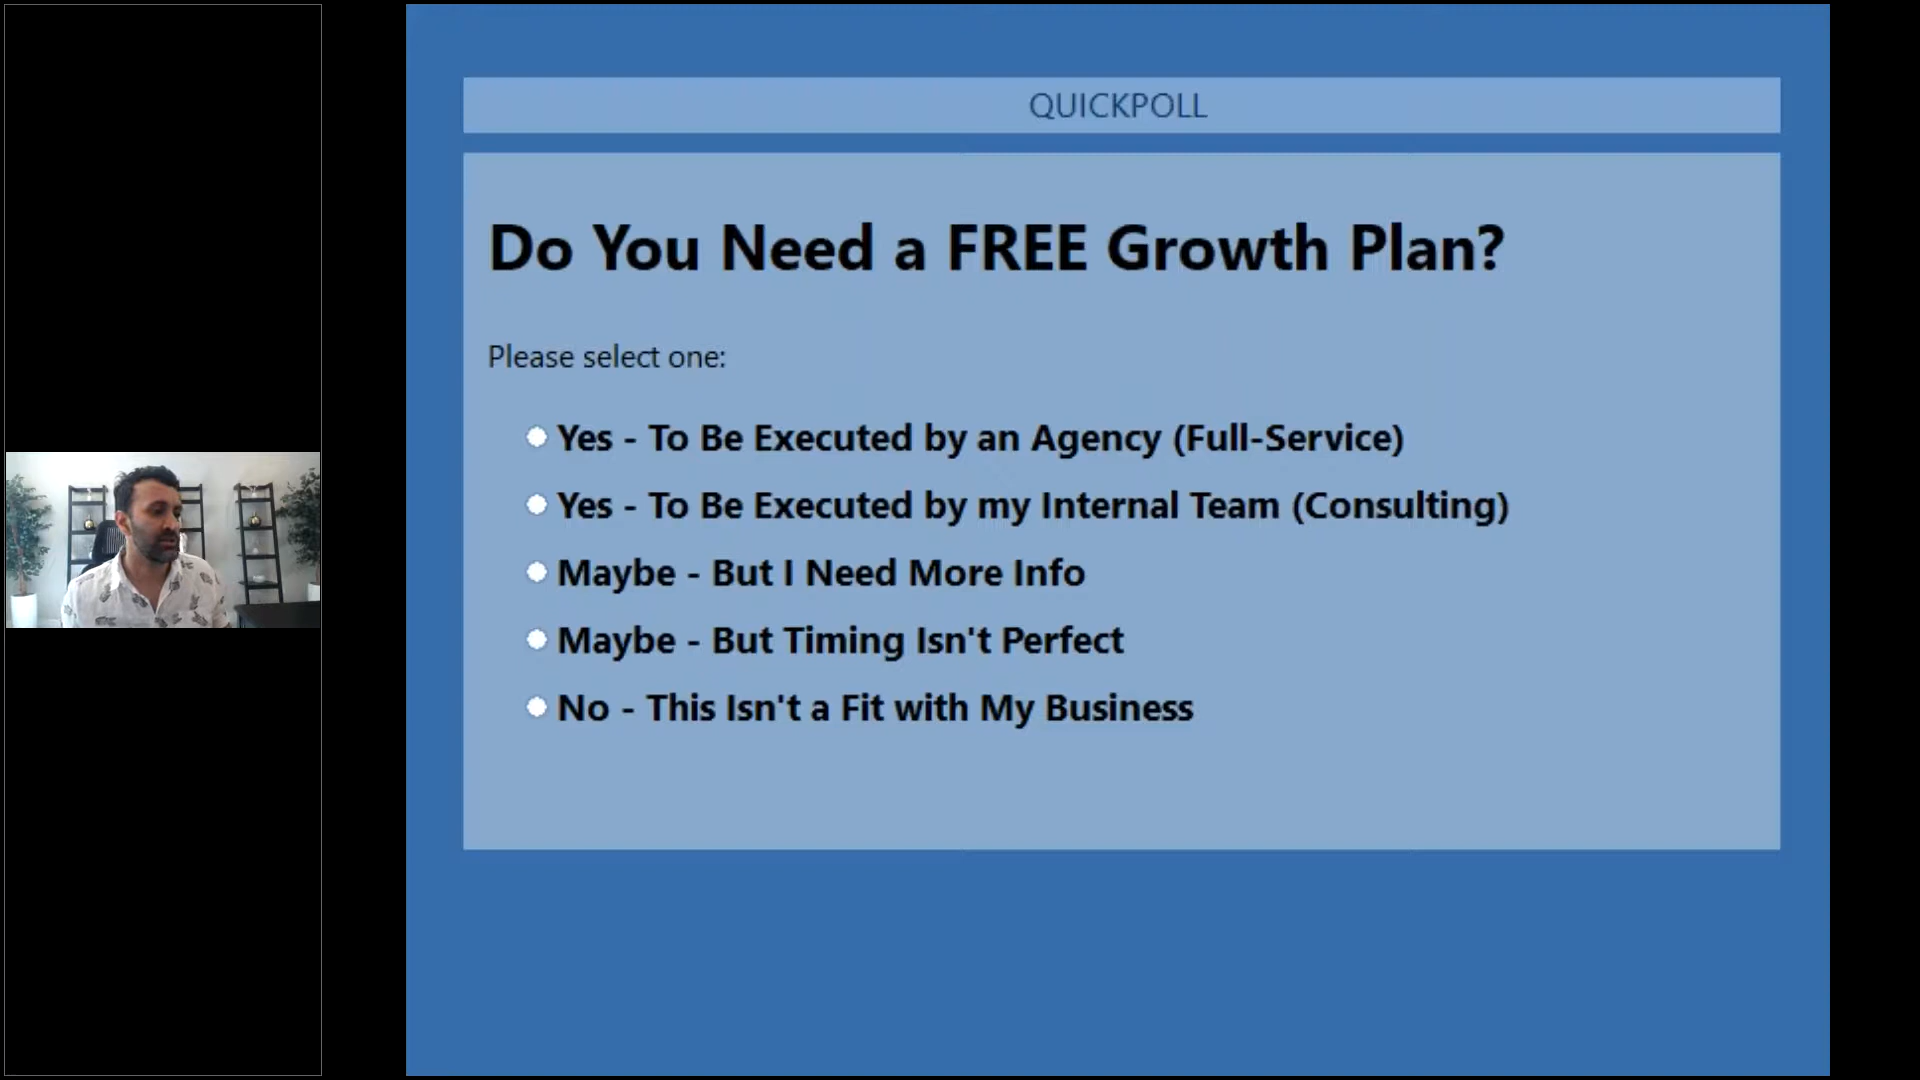 QUICKPOLL
Do You Need a FREE Growth Plan?
Please select one:
Yes - To Be Executed by an Agency (Full-Service)
Yes - To Be Executed by my Internal Team (Consulting)
Maybe - But I Need More Info
Maybe - But Timing Isn't Perfect
No - This Isn't a Fit with My Business